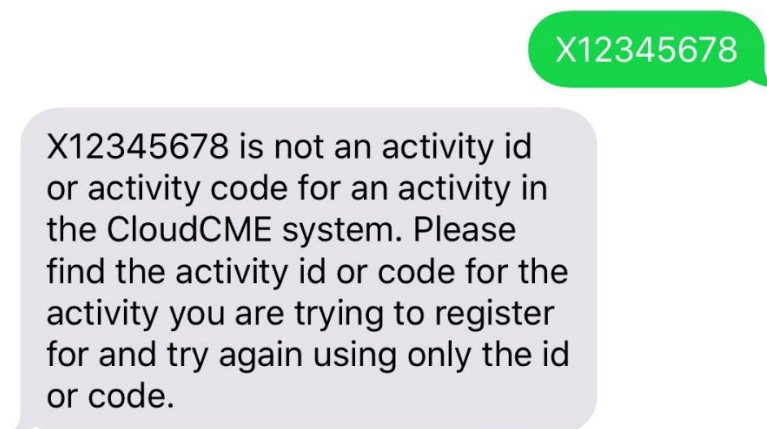 X12345678
X12345678 is not an activity id
or activity code for an activity in
the CloudCME system. Please
find the activity id or code for the
activity you are trying to register
for and try again using only the id
or code.